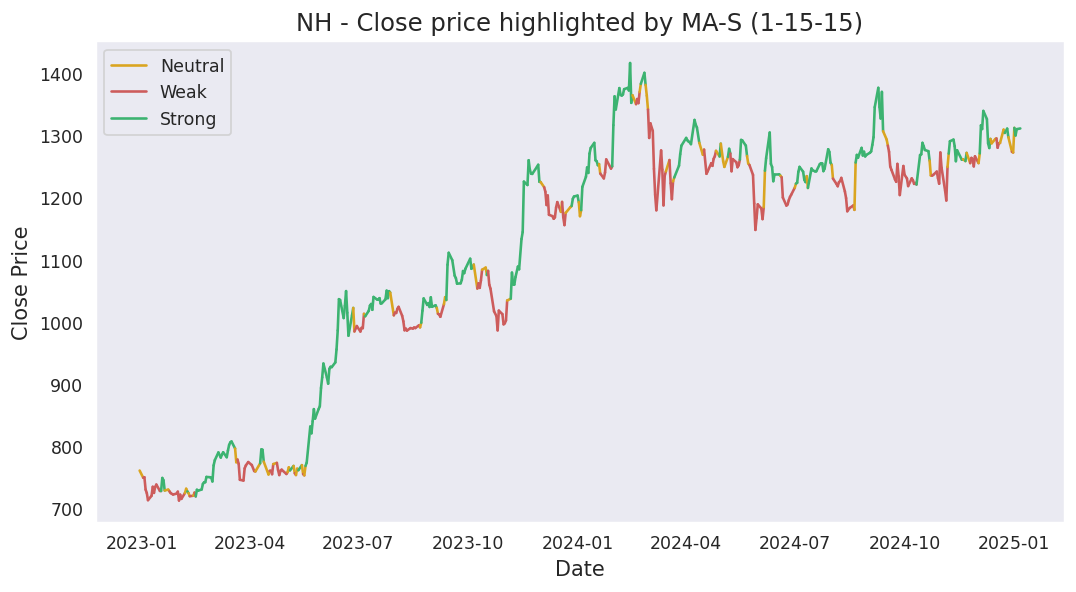 NH - Close price highlighted by MA-S (1-15-15)
Neutral
Weak
Strong
Close Price
1400
1300
1200
1100
1000
900
800
700
2023-01 2023-04 2023-07 2023-10 2024-01 2024-04 2024-07 2024-10 2025-01
Date